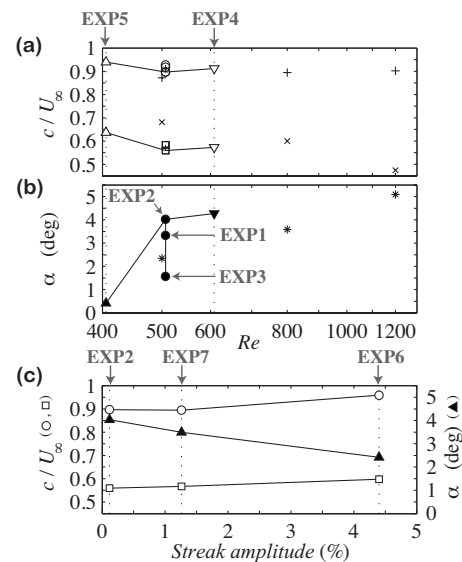 EXP5 EXP4
(a)
1
0.9
0.8
0.7
0.6
0.5
c / U∞
(b)
5
4
3
2
1
0
α (deg)
EXP2
EXP1
EXP3
400 500 600 800 1000 1200
Re
EXP2 EXP7 EXP6
(c)
1
0.9
0.8
0.7
0.6
0.5
c / U∞ (○,□)
5
4
3
2
1
0
α (deg) (▲)
0 1 2 3 4 5
Streak amplitude (%)